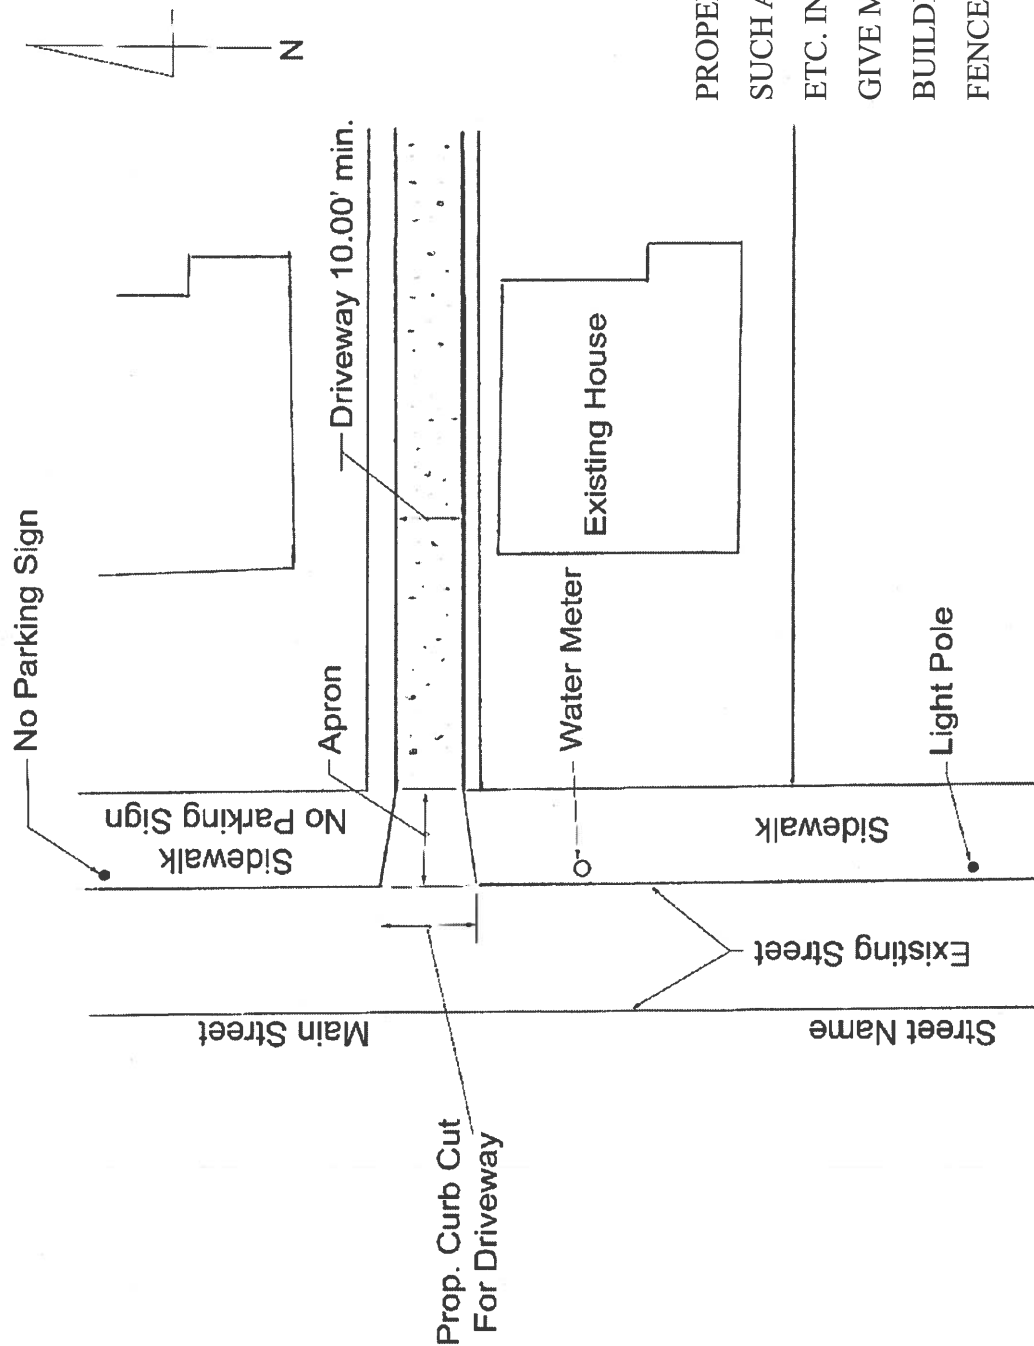 No Parking Sign
N
Driveway 10.00' min.
Apron
No Parking Sign
Sidewalk
Existing House
Water Meter
Sidewalk
Light Pole
Existing Street
Main Street
Street Name
Prop. Curb Cut
For Driveway
PROPE
SUCH A
ETC. IN
GIVE M
BUILD
FENCE